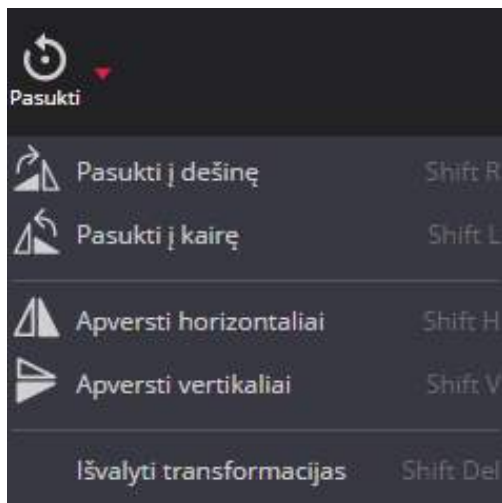 Pasukti
Pasukti į dešinę Shift R
Pasukti į kairę Shift L
Apversti horizontaliai Shift H
Apversti vertikaliai Shift V
Išvalyti transformacijas Shift Del